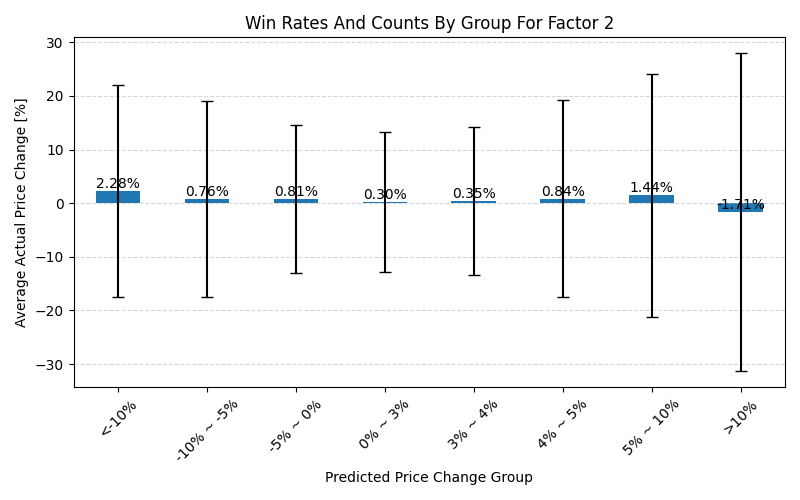 Win Rates And Counts By Group For Factor 2
Average Actual Price Change [%]
30
20
10
0
−10
−20
−30
2.28%
0.76%
0.81%
0.30%
0.35%
0.84%
1.44%
-1.71%
<-10%
-10% ~ -5%
-5% ~ 0%
0% ~ 3%
3% ~ 4%
4% ~ 5%
5% ~ 10%
>10%
Predicted Price Change Group